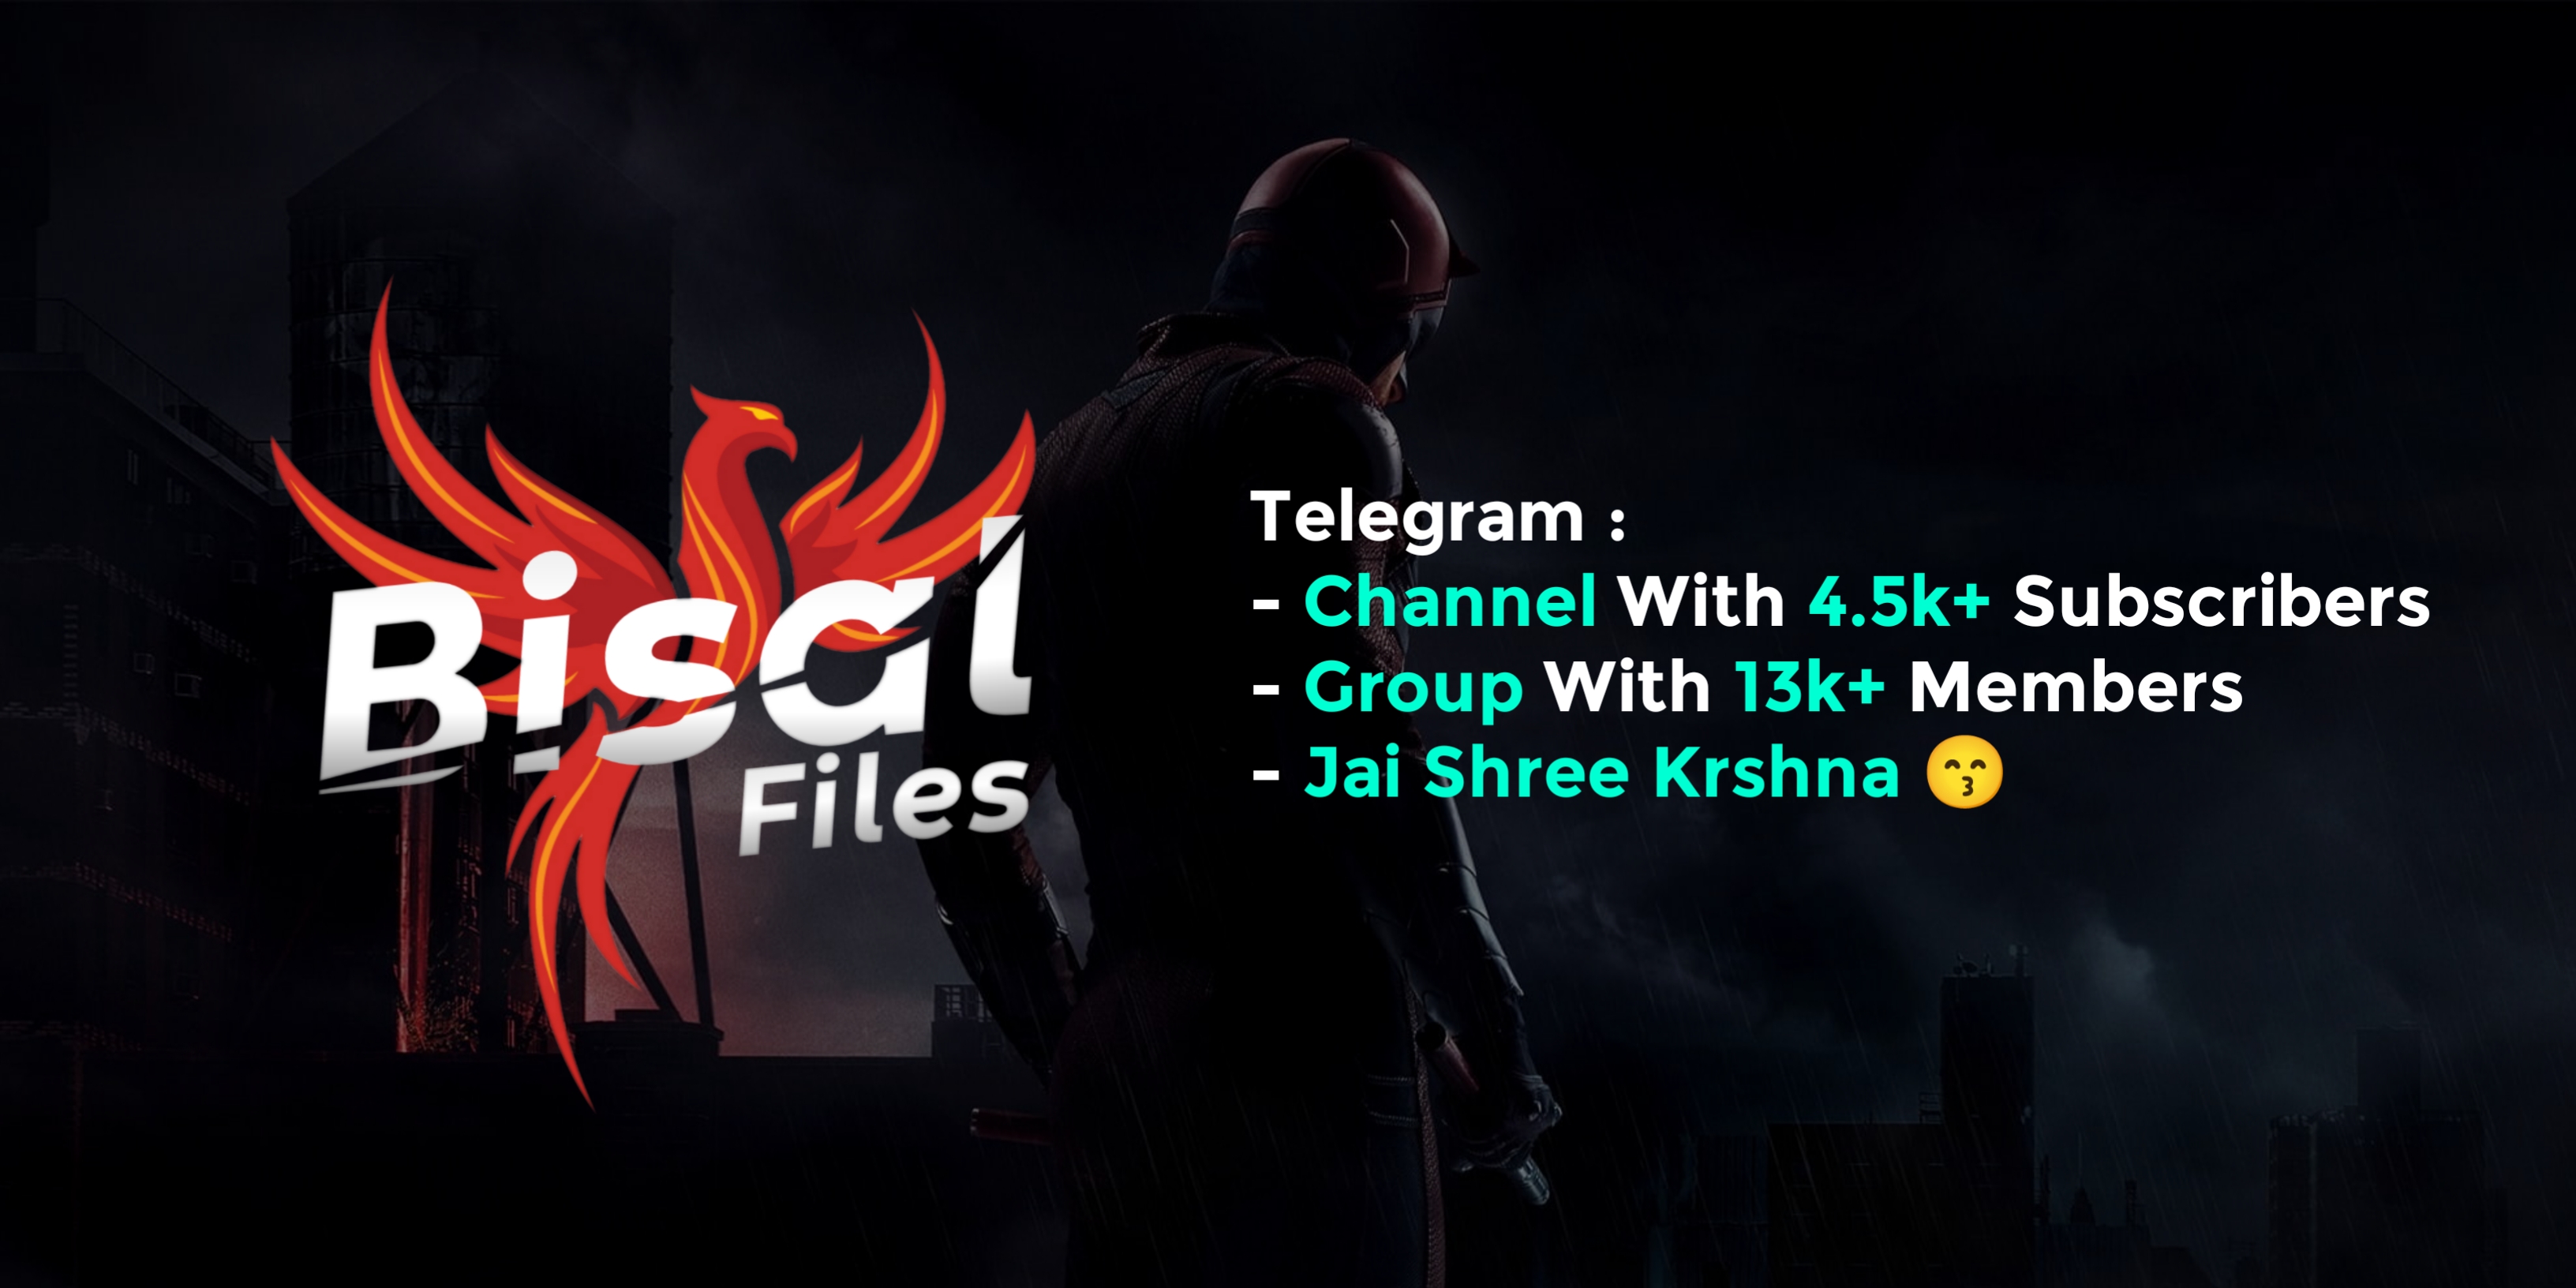 Bisal
Files
Telegram :
- Channel With 4.5k+ Subscribers
- Group With 13k+ Members
- Jai Shree Krshna 😙